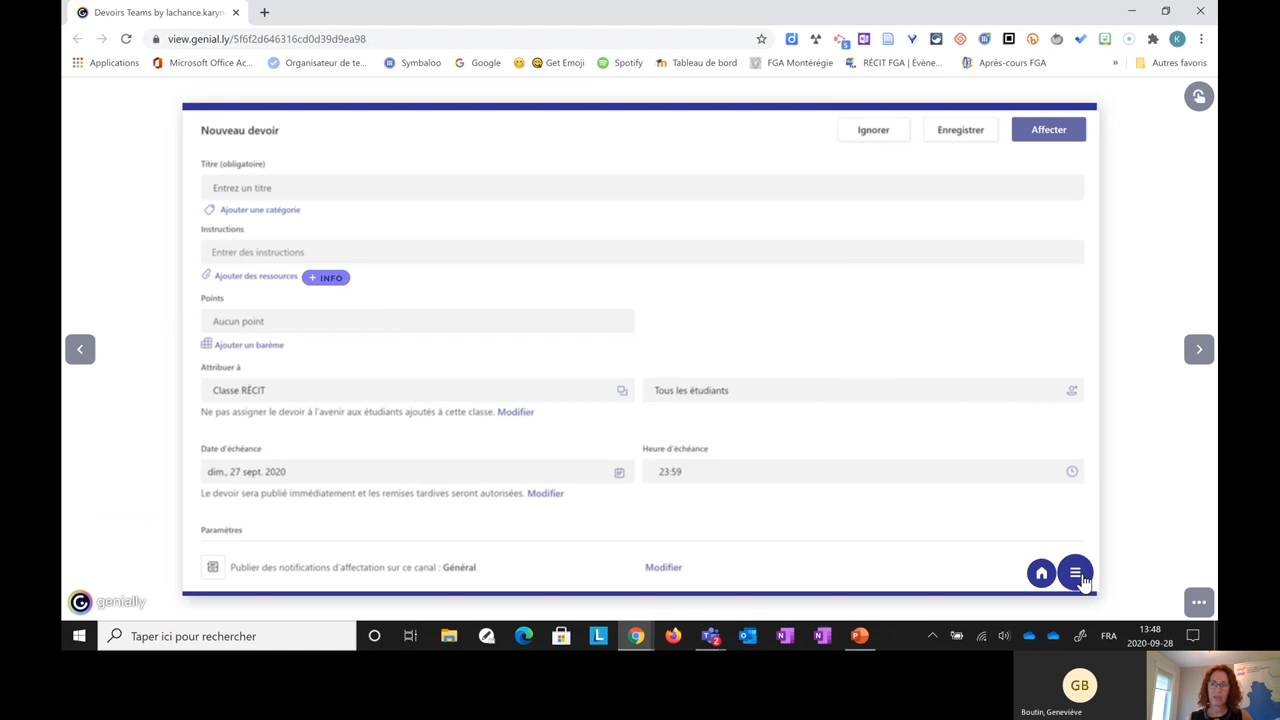 Devoirs Teams by lachance.karyn
view.genial.ly/5f6f2d646316cd0d39d9ea98
5
K
Applications
Microsoft Office Ac...
Organisateur de te...
Symbaloo
Google
Get Emoji
Spotify
Tableau de bord
FGA Montérégie
RÉCIT FGA | Évène...
Après-cours FGA
»
Autres favoris
Nouveau devoir
Ignorer
Enregistrer
Affecter
Titre (obligatoire)
Entrez un titre
Ajouter une catégorie
Instructions
Entrer des instructions
Ajouter des ressources
+ INFO
Points
Aucun point
Ajouter un barème
Attribuer à
Classe RÉCIT
Tous les étudiants
Ne pas assigner le devoir à l'avenir aux étudiants ajoutés à cette classe. Modifier
Date d'échéance
Heure d'échéance
dim., 27 sept. 2020
23:59
Le devoir sera publié immédiatement et les remises tardives seront autorisées. Modifier
Paramètres
Publier des notifications d'affectation sur ce canal : Général
Modifier
genially
Taper ici pour rechercher
L
2
FRA
13:48
2020-09-28
GB
Boutin, Geneviève